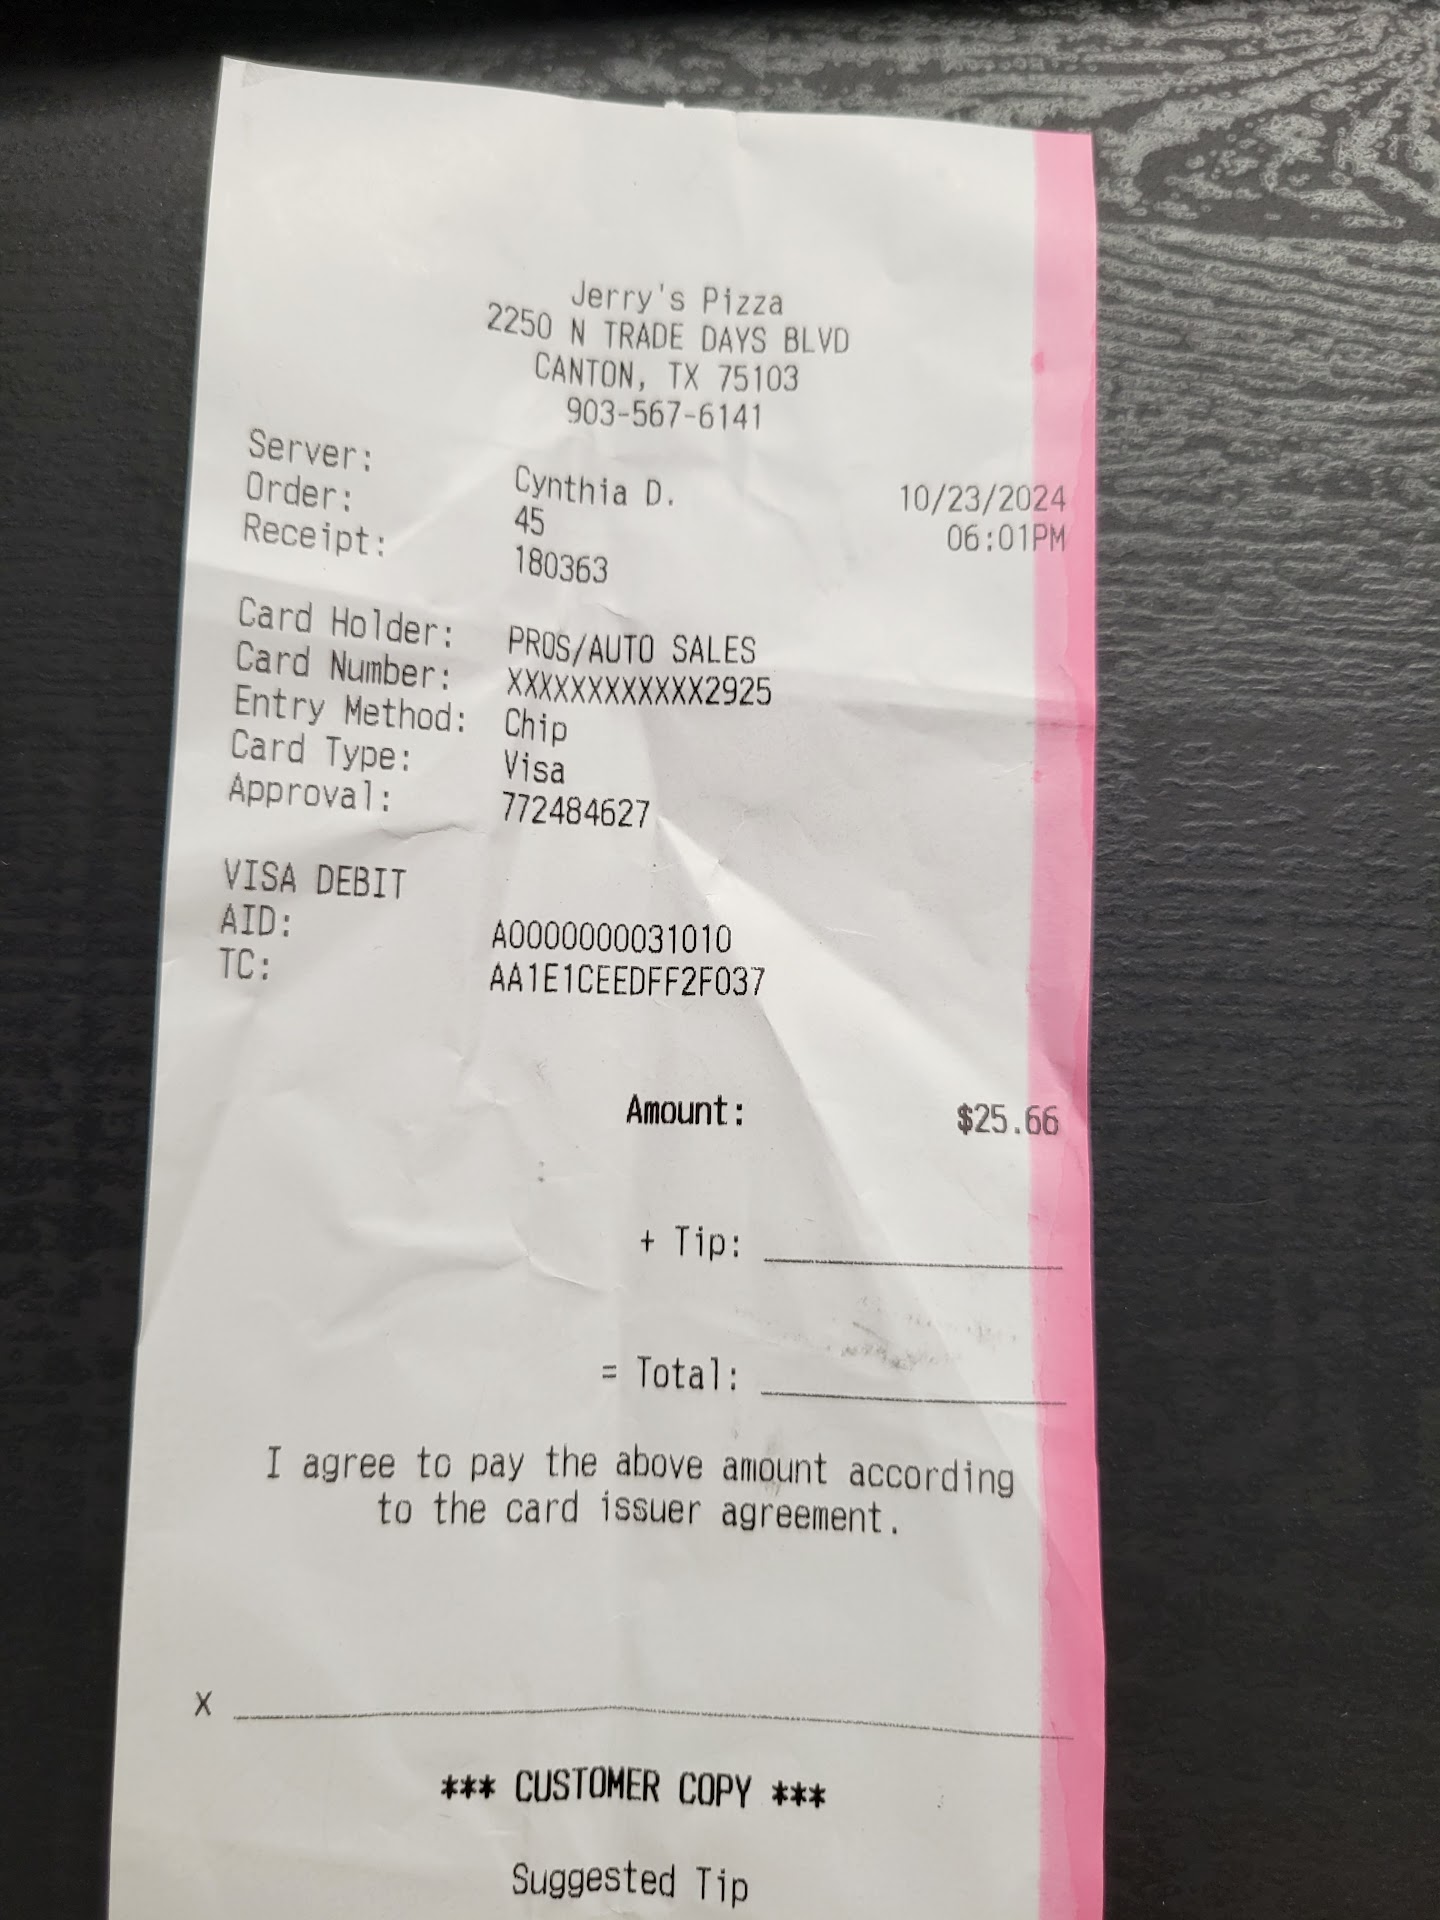 Jerry's Pizza
2250 N TRADE DAYS BLVD
CANTON, TX 75103
903-567-6141
Server: Cynthia D. 10/23/2024
Order: 45 06:01PM
Receipt: 180363
Card Holder: PROS/AUTO SALES
Card Number: XXXXXXXXXXXX2925
Entry Method: Chip
Card Type: Visa
Approval: 772484627
VISA DEBIT
AID: A0000000031010
TC: AA1E1CEEDFF2F037
Amount: $25.66
+ Tip:
= Total:
I agree to pay the above amount according
to the card issuer agreement.
X
*** CUSTOMER COPY ***
Suggested Tip